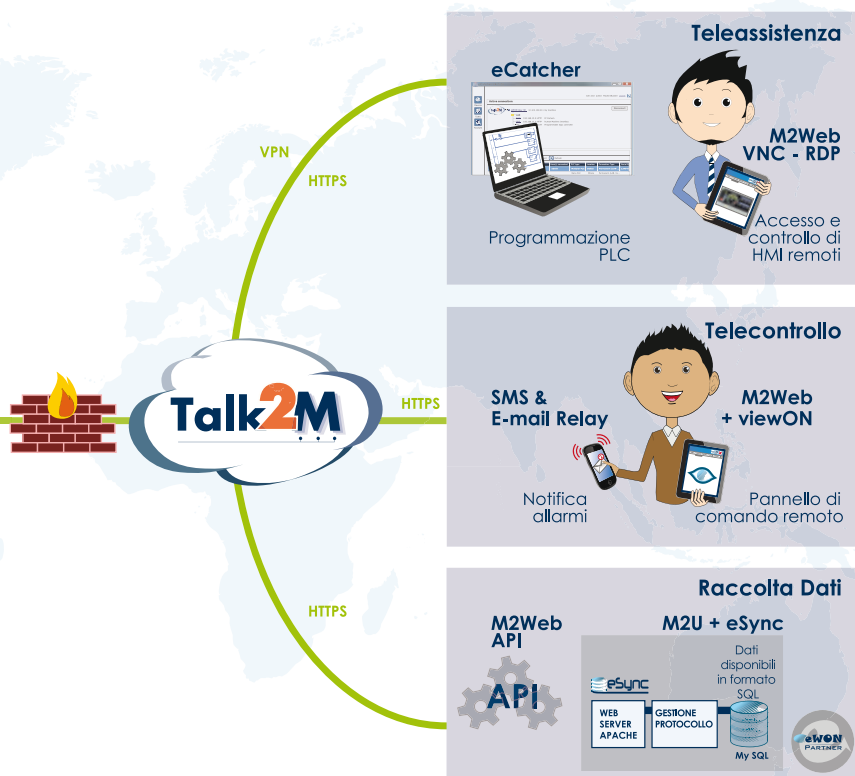 Teleassistenza
eCatcher
M2Web
VNC - RDP
Programmazione
PLC
Accesso e
controllo di
HMI remoti
VPN
HTTPS
Talk2M
HTTPS
Telecontrollo
SMS &
E-mail Relay
M2Web
+ viewON
Notifica
allarmi
Pannello di
comando remoto
HTTPS
Raccolta Dati
M2Web
API
API
M2U + eSync
Dati
disponibili
in formato
SQL
eSync
WEB
SERVER
APACHE
GESTIONE
PROTOCOLLO
My SQL
eWON
PARTNER